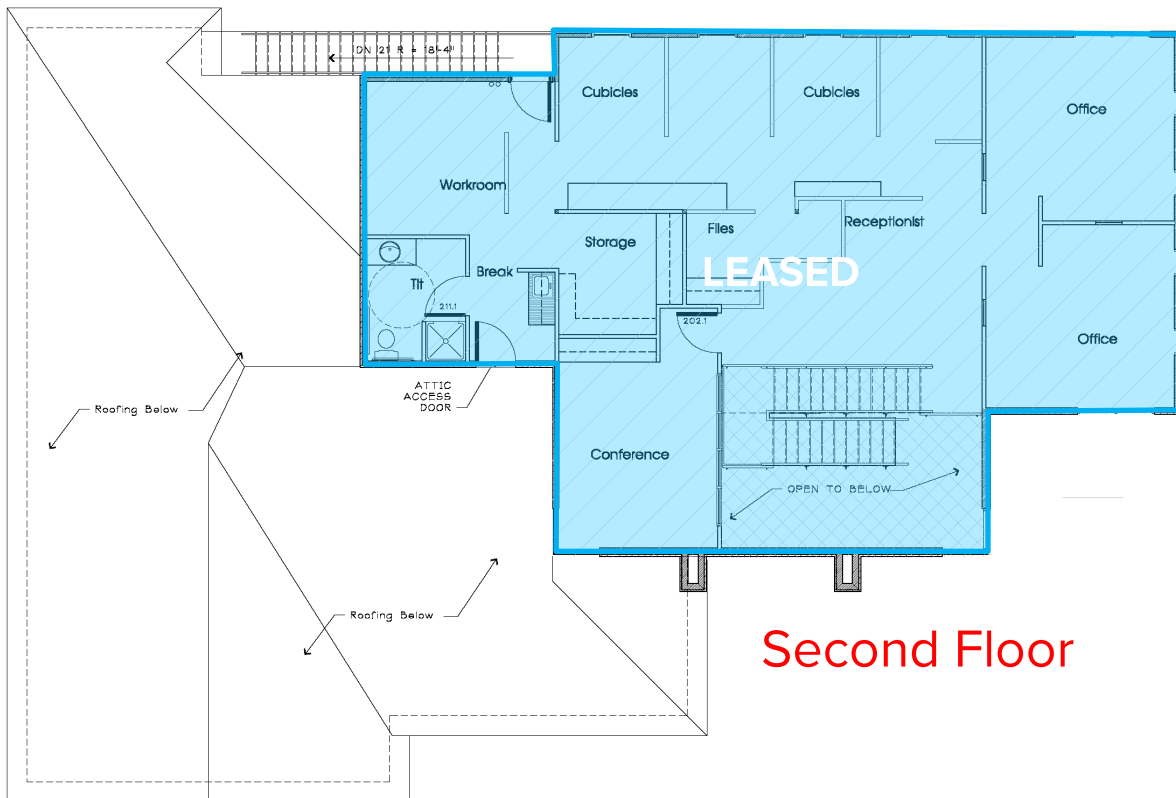 DN 21 R = 18'-4"
Cubicles
Cubicles
Office
Workroom
Receptionist
Files
Storage
LEASED
Break
Tlt
211.1
202.1
Office
ATTIC
ACCESS
DOOR
Roofing Below
Conference
OPEN TO BELOW
Roofing Below
Second Floor